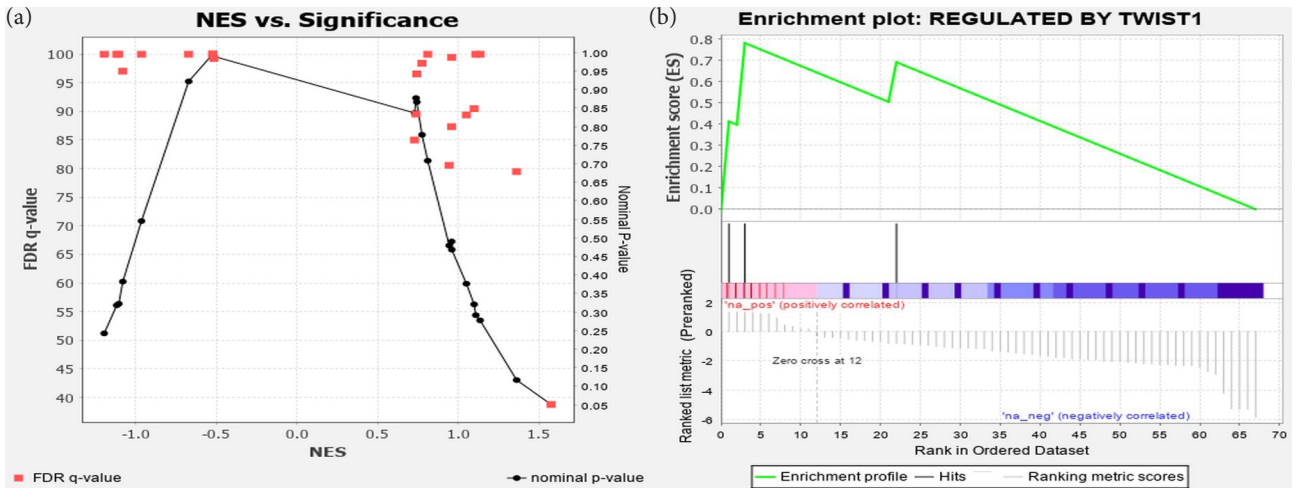 (a)
NES vs. Significance
100
95
90
85
80
75
70
65
60
55
50
45
40
FDR q-value
1.00
0.95
0.90
0.85
0.80
0.75
0.70
0.65
0.60
0.55
0.50
0.45
0.40
0.35
0.30
0.25
0.20
0.15
0.10
0.05
Nominal P-value
-1.0 -0.5 0.0 0.5 1.0 1.5
NES
FDR q-value nominal p-value
(b)
Enrichment plot: REGULATED BY TWIST1
0.8
0.7
0.6
0.5
0.4
0.3
0.2
0.1
0.0
Enrichment score (ES)
'na_pos' (positively correlated)
2
0
-2
-4
-6
Ranked list metric (Preranked)
Zero cross at 12
'na_neg' (negatively correlated)
0 5 10 15 20 25 30 35 40 45 50 55 60 65 70
Rank in Ordered Dataset
Enrichment profile Hits Ranking metric scores